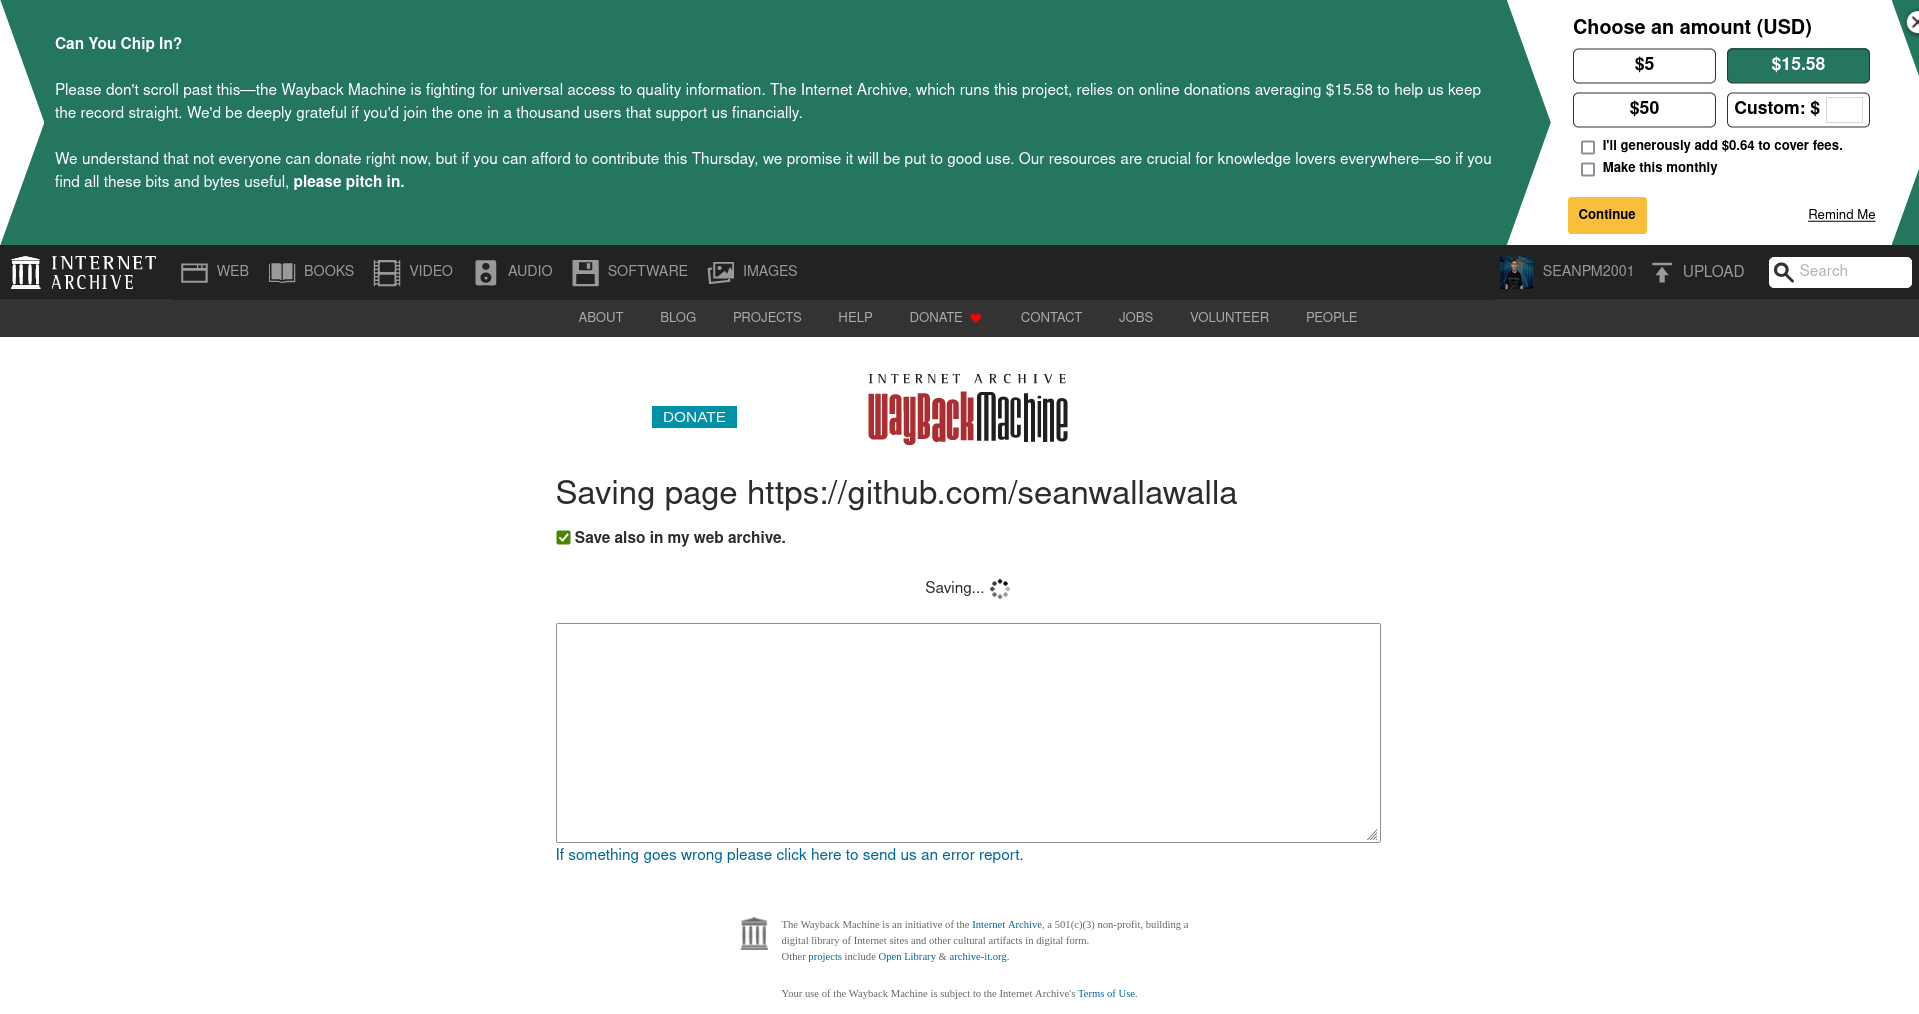 Can You Chip In?
Please don't scroll past this—the Wayback Machine is fighting for universal access to quality information. The Internet Archive, which runs this project, relies on online donations averaging $15.58 to help us keep
the record straight. We'd be deeply grateful if you'd join the one in a thousand users that support us financially.
We understand that not everyone can donate right now, but if you can afford to contribute this Thursday, we promise it will be put to good use. Our resources are crucial for knowledge lovers everywhere—so if you
find all these bits and bytes useful, please pitch in.
Choose an amount (USD)
$5 $15.58
$50 Custom: $
I'll generously add $0.64 to cover fees.
Make this monthly
Continue Remind Me
INTERNET
ARCHIVE
WEB BOOKS VIDEO AUDIO SOFTWARE IMAGES SEANPM2001 UPLOAD Search
ABOUT BLOG PROJECTS HELP DONATE CONTACT JOBS VOLUNTEER PEOPLE
DONATE
INTERNET ARCHIVE
WayBackMachine
Saving page https://github.com/seanwallawalla
Save also in my web archive.
Saving...
If something goes wrong please click here to send us an error report.
The Wayback Machine is an initiative of the Internet Archive, a 501(c)(3) non-profit, building a
digital library of Internet sites and other cultural artifacts in digital form.
Other projects include Open Library & archive-it.org.
Your use of the Wayback Machine is subject to the Internet Archive's Terms of Use.